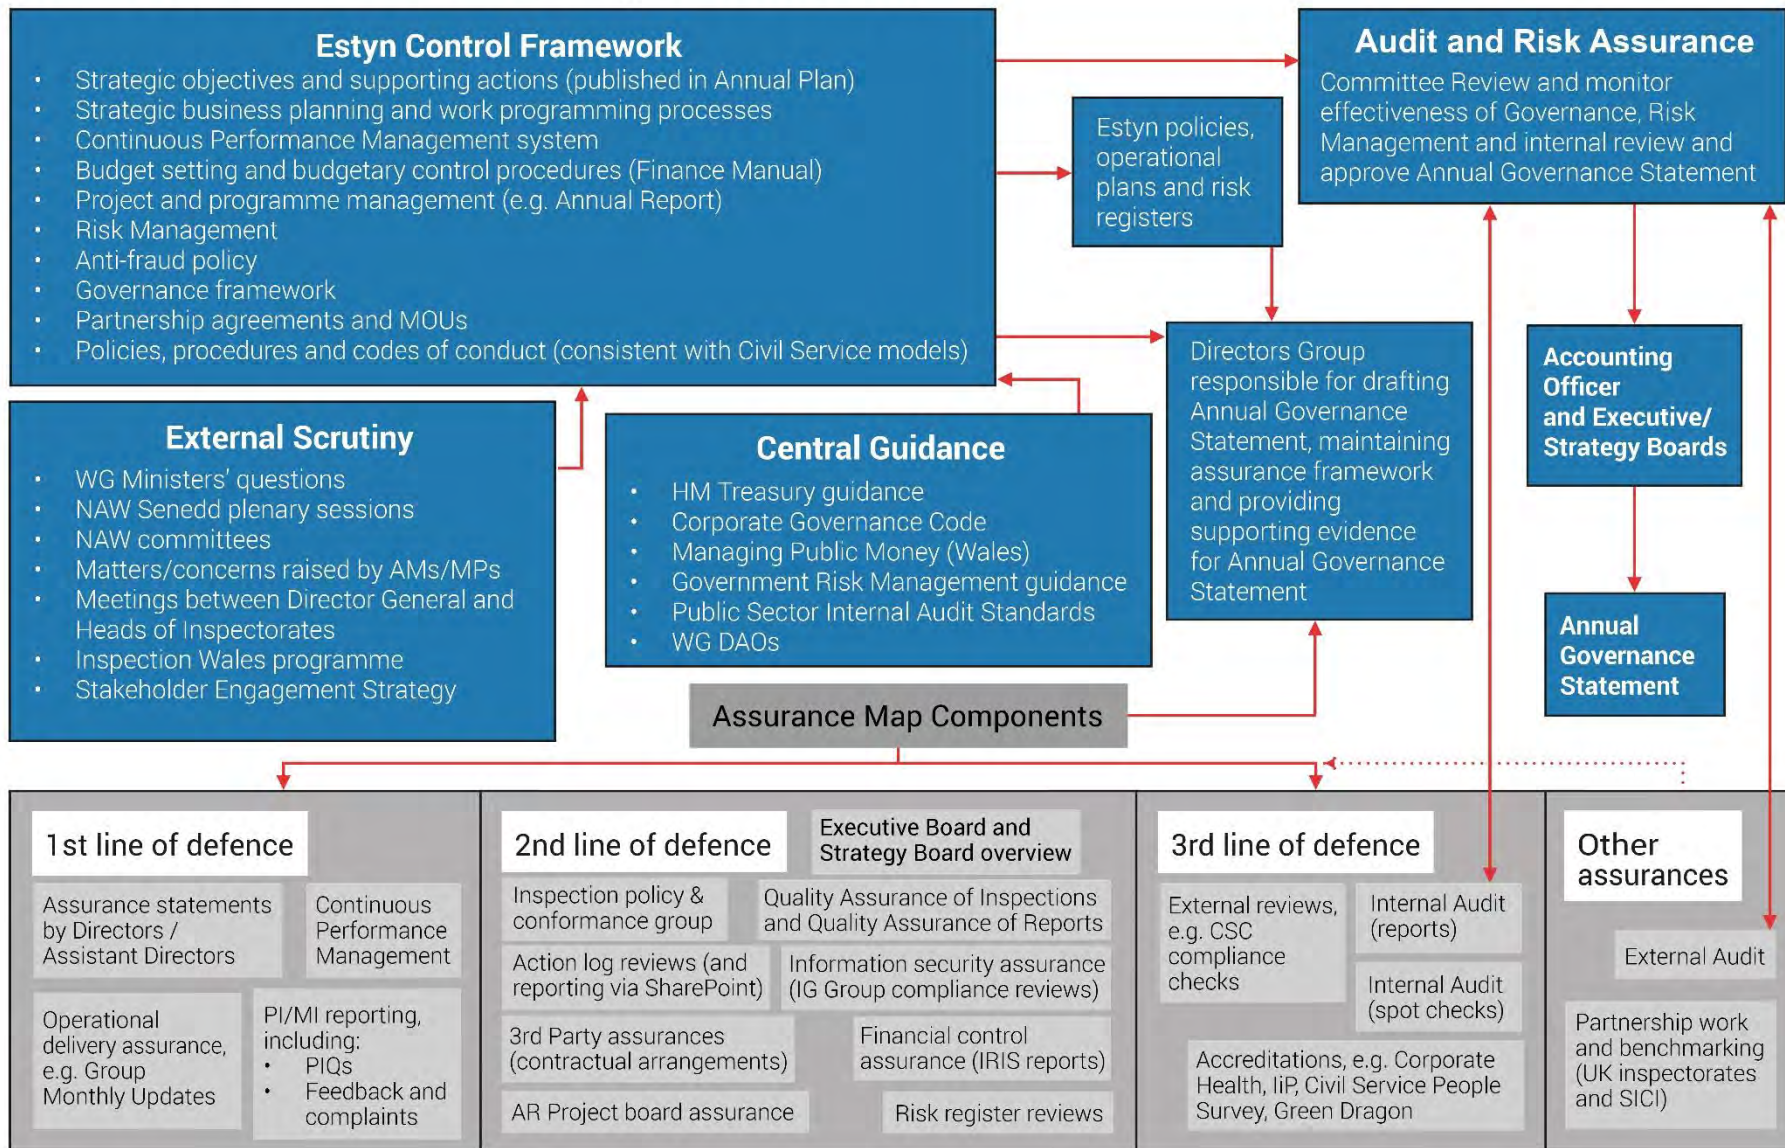 Estyn Control Framework
• Strategic objectives and supporting actions (published in Annual Plan)
• Strategic business planning and work programming processes
• Continuous Performance Management system
• Budget setting and budgetary control procedures (Finance Manual)
• Project and programme management (e.g. Annual Report)
• Risk Management
• Anti-fraud policy
• Governance framework
• Partnership agreements and MOUs
• Policies, procedures and codes of conduct (consistent with Civil Service models)
Estyn policies,
operational
plans and risk
registers
Audit and Risk Assurance
Committee Review and monitor
effectiveness of Governance, Risk
Management and internal review and
approve Annual Governance Statement
External Scrutiny
• WG Ministers' questions
• NAW Senedd plenary sessions
• NAW committees
• Matters/concerns raised by AMs/MPs
• Meetings between Director General and
Heads of Inspectorates
• Inspection Wales programme
• Stakeholder Engagement Strategy
Central Guidance
• HM Treasury guidance
• Corporate Governance Code
• Managing Public Money (Wales)
• Government Risk Management guidance
• Public Sector Internal Audit Standards
• WG DAOs
Directors Group
responsible for drafting
Annual Governance
Statement, maintaining
assurance framework
and providing
supporting evidence
for Annual Governance
Statement
Accounting
Officer
and Executive/
Strategy Boards
Annual
Governance
Statement
Assurance Map Components
1st line of defence
Assurance statements
by Directors /
Assistant Directors
Continuous
Performance
Management
Operational
delivery assurance,
e.g. Group
Monthly Updates
PI/MI reporting,
including:
• PIQs
• Feedback and
complaints
2nd line of defence
Executive Board and
Strategy Board overview
Inspection policy &
conformance group
Quality Assurance of Inspections
and Quality Assurance of Reports
Action log reviews (and
reporting via SharePoint)
Information security assurance
(IG Group compliance reviews)
3rd Party assurances
(contractual arrangements)
Financial control
assurance (IRIS reports)
AR Project board assurance
Risk register reviews
3rd line of defence
External reviews,
e.g. CSC
compliance
checks
Internal Audit
(reports)
Internal Audit
(spot checks)
Accreditations, e.g. Corporate
Health, IiP, Civil Service People
Survey, Green Dragon
Other
assurances
External Audit
Partnership work
and benchmarking
(UK inspectorates
and SICI)